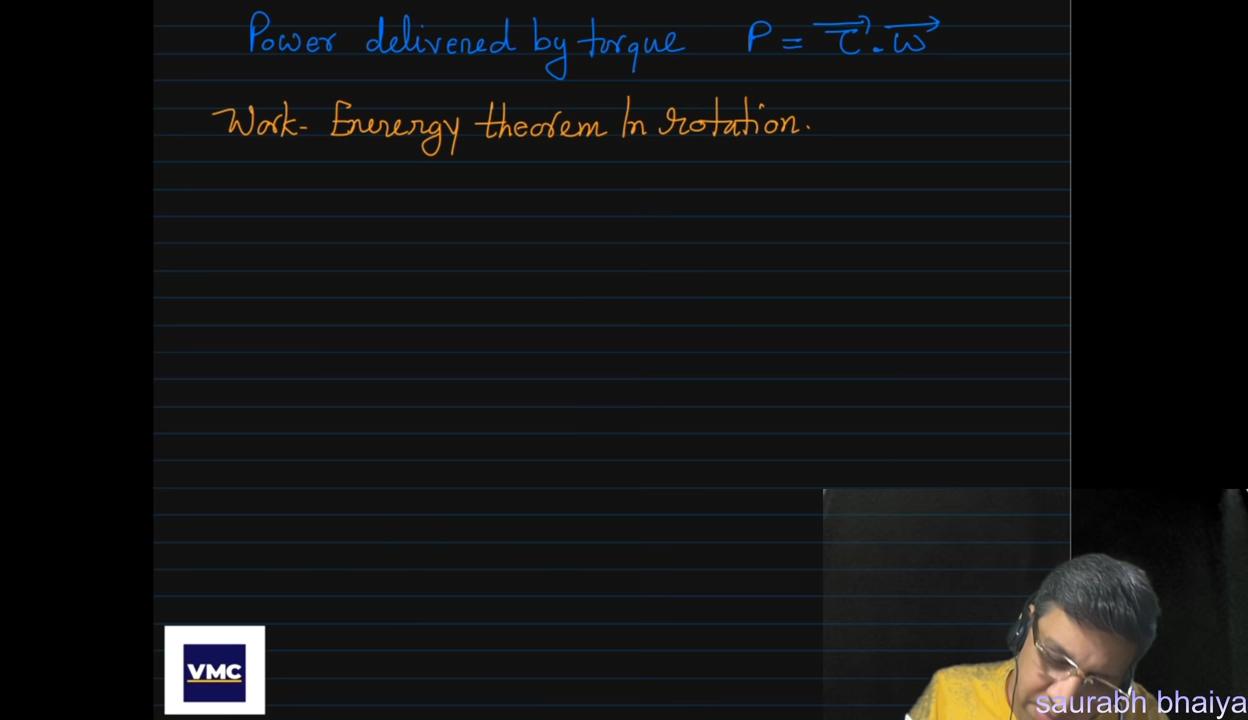 Power delivered by torque P = τ⃗ . ω⃗
Work- Enerergy theorem In rotation.
VMC
saurabh bhaiya